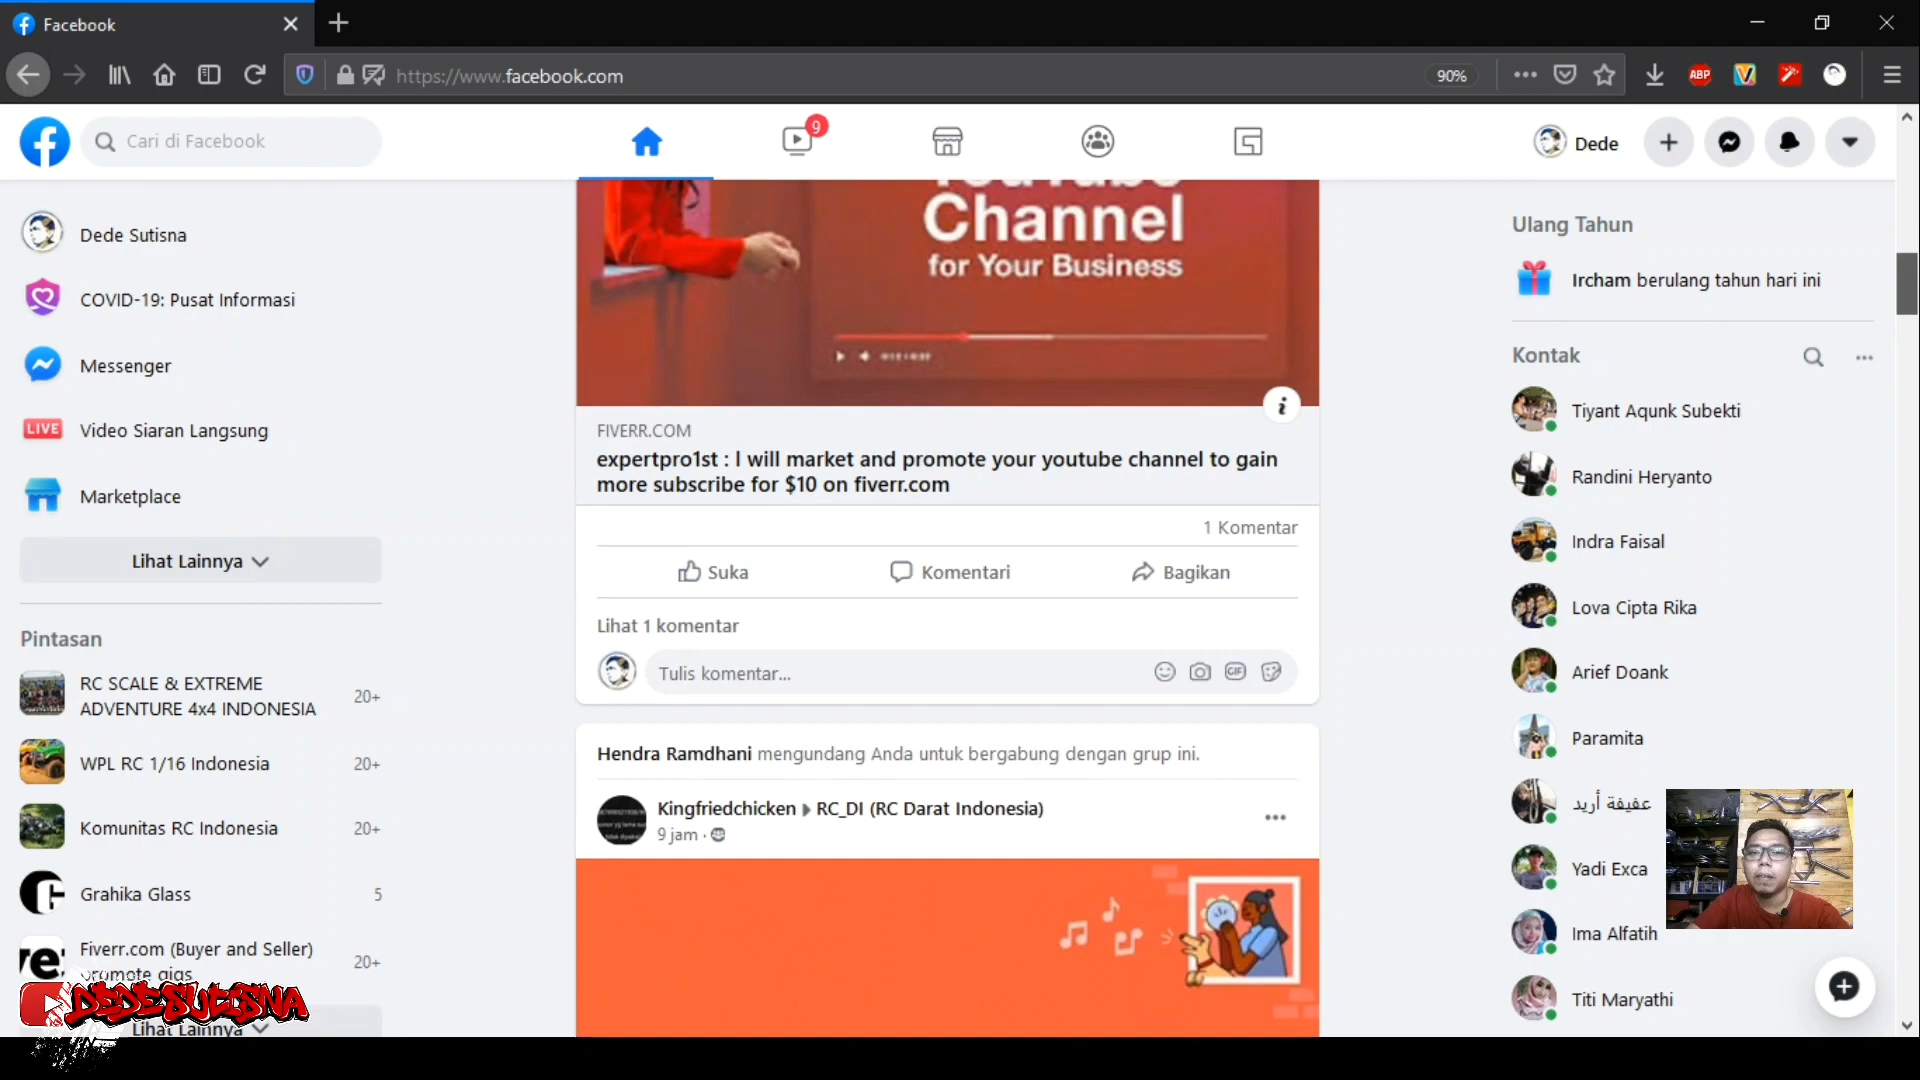 Facebook
https://www.facebook.com
90%
ABP
Cari di Facebook
9
Dede
Dede Sutisna
COVID-19: Pusat Informasi
Messenger
LIVE
Video Siaran Langsung
Marketplace
Lihat Lainnya
Pintasan
RC SCALE & EXTREME
ADVENTURE 4x4 INDONESIA
20+
WPL RC 1/16 Indonesia
20+
Komunitas RC Indonesia
20+
Grahika Glass
5
Fiverr.com (Buyer and Seller)
promote gigs
20+
DEDESUTISNA
Lihat Lainnya
YouTube
Channel
for Your Business
FIVERR.COM
expertpro1st : I will market and promote your youtube channel to gain
more subscribe for $10 on fiverr.com
1 Komentar
Suka
Komentari
Bagikan
Lihat 1 komentar
Tulis komentar...
GIF
Hendra Ramdhani mengundang Anda untuk bergabung dengan grup ini.
Kingfriedchicken RC_DI (RC Darat Indonesia)
9 jam ·
Ulang Tahun
Ircham berulang tahun hari ini
Kontak
Tiyant Aqunk Subekti
Randini Heryanto
Indra Faisal
Lova Cipta Rika
Arief Doank
Paramita
عفيفة أريد
Yadi Exca
Ima Alfatih
Titi Maryathi